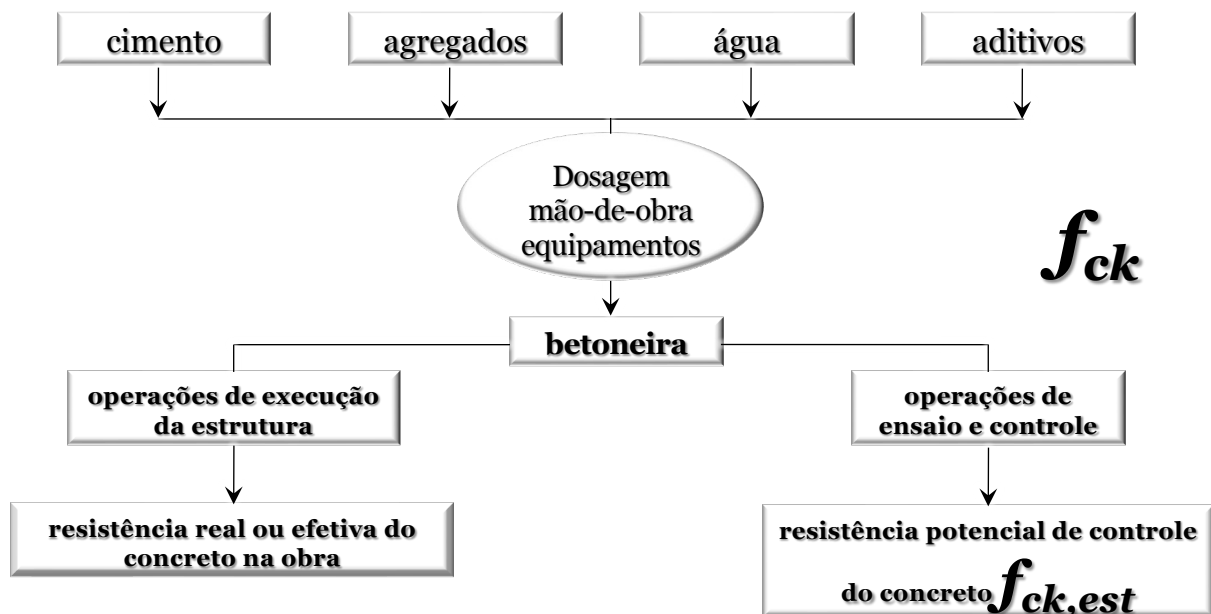 cimento
agregados
água
aditivos
Dosagem
mão-de-obra
equipamentos
fck
betoneira
operações de execução
da estrutura
operações de
ensaio e controle
resistência real ou efetiva do
concreto na obra
resistência potencial de controle
do concreto fck,est